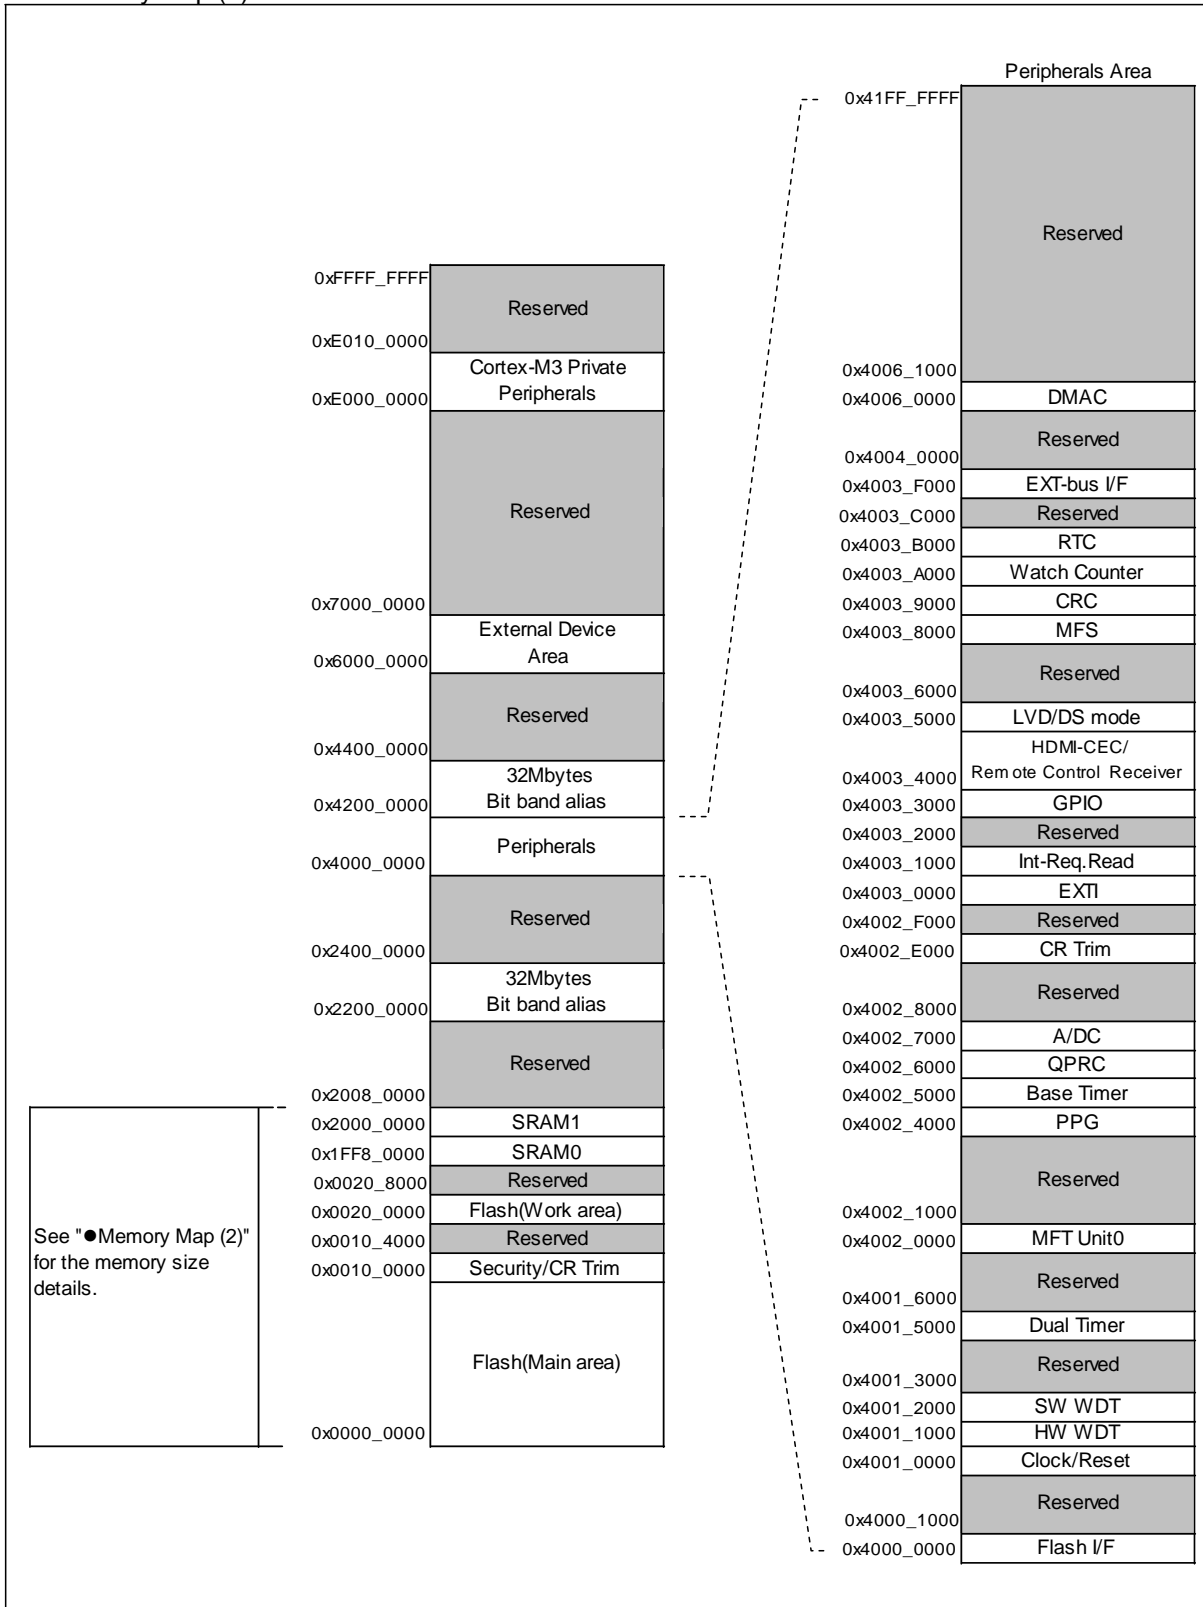 Peripherals Area
0x41FF_FFFF
Reserved
0x4006_1000
0x4006_0000 DMAC
Reserved
0x4004_0000
0x4003_F000 EXT-bus I/F
0x4003_C000 Reserved
0x4003_B000 RTC
0x4003_A000 Watch Counter
0x4003_9000 CRC
0x4003_8000 MFS
Reserved
0x4003_6000
0x4003_5000 LVD/DS mode
HDMI-CEC/
0x4003_4000 Remote Control Receiver
0x4003_3000 GPIO
0x4003_2000 Reserved
0x4003_1000 Int-Req.Read
0x4003_0000 EXTI
0x4002_F000 Reserved
0x4002_E000 CR Trim
Reserved
0x4002_8000
0x4002_7000 A/DC
0x4002_6000 QPRC
0x4002_5000 Base Timer
0x4002_4000 PPG
Reserved
0x4002_1000
0x4002_0000 MFT Unit0
Reserved
0x4001_6000
0x4001_5000 Dual Timer
Reserved
0x4001_3000
0x4001_2000 SW WDT
0x4001_1000 HW WDT
0x4001_0000 Clock/Reset
Reserved
0x4000_1000
0x4000_0000 Flash I/F
0xFFFF_FFFF
Reserved
0xE010_0000
Cortex-M3 Private
0xE000_0000 Peripherals
Reserved
0x7000_0000
External Device
0x6000_0000 Area
Reserved
0x4400_0000
32Mbytes
0x4200_0000 Bit band alias
Peripherals
0x4000_0000
Reserved
0x2400_0000
32Mbytes
0x2200_0000 Bit band alias
Reserved
0x2008_0000
0x2000_0000 SRAM1
0x1FF8_0000 SRAM0
0x0020_8000 Reserved
0x0020_0000 Flash(Work area)
0x0010_4000 Reserved
0x0010_0000 Security/CR Trim
Flash(Main area)
0x0000_0000
See "●Memory Map (2)"
for the memory size
details.